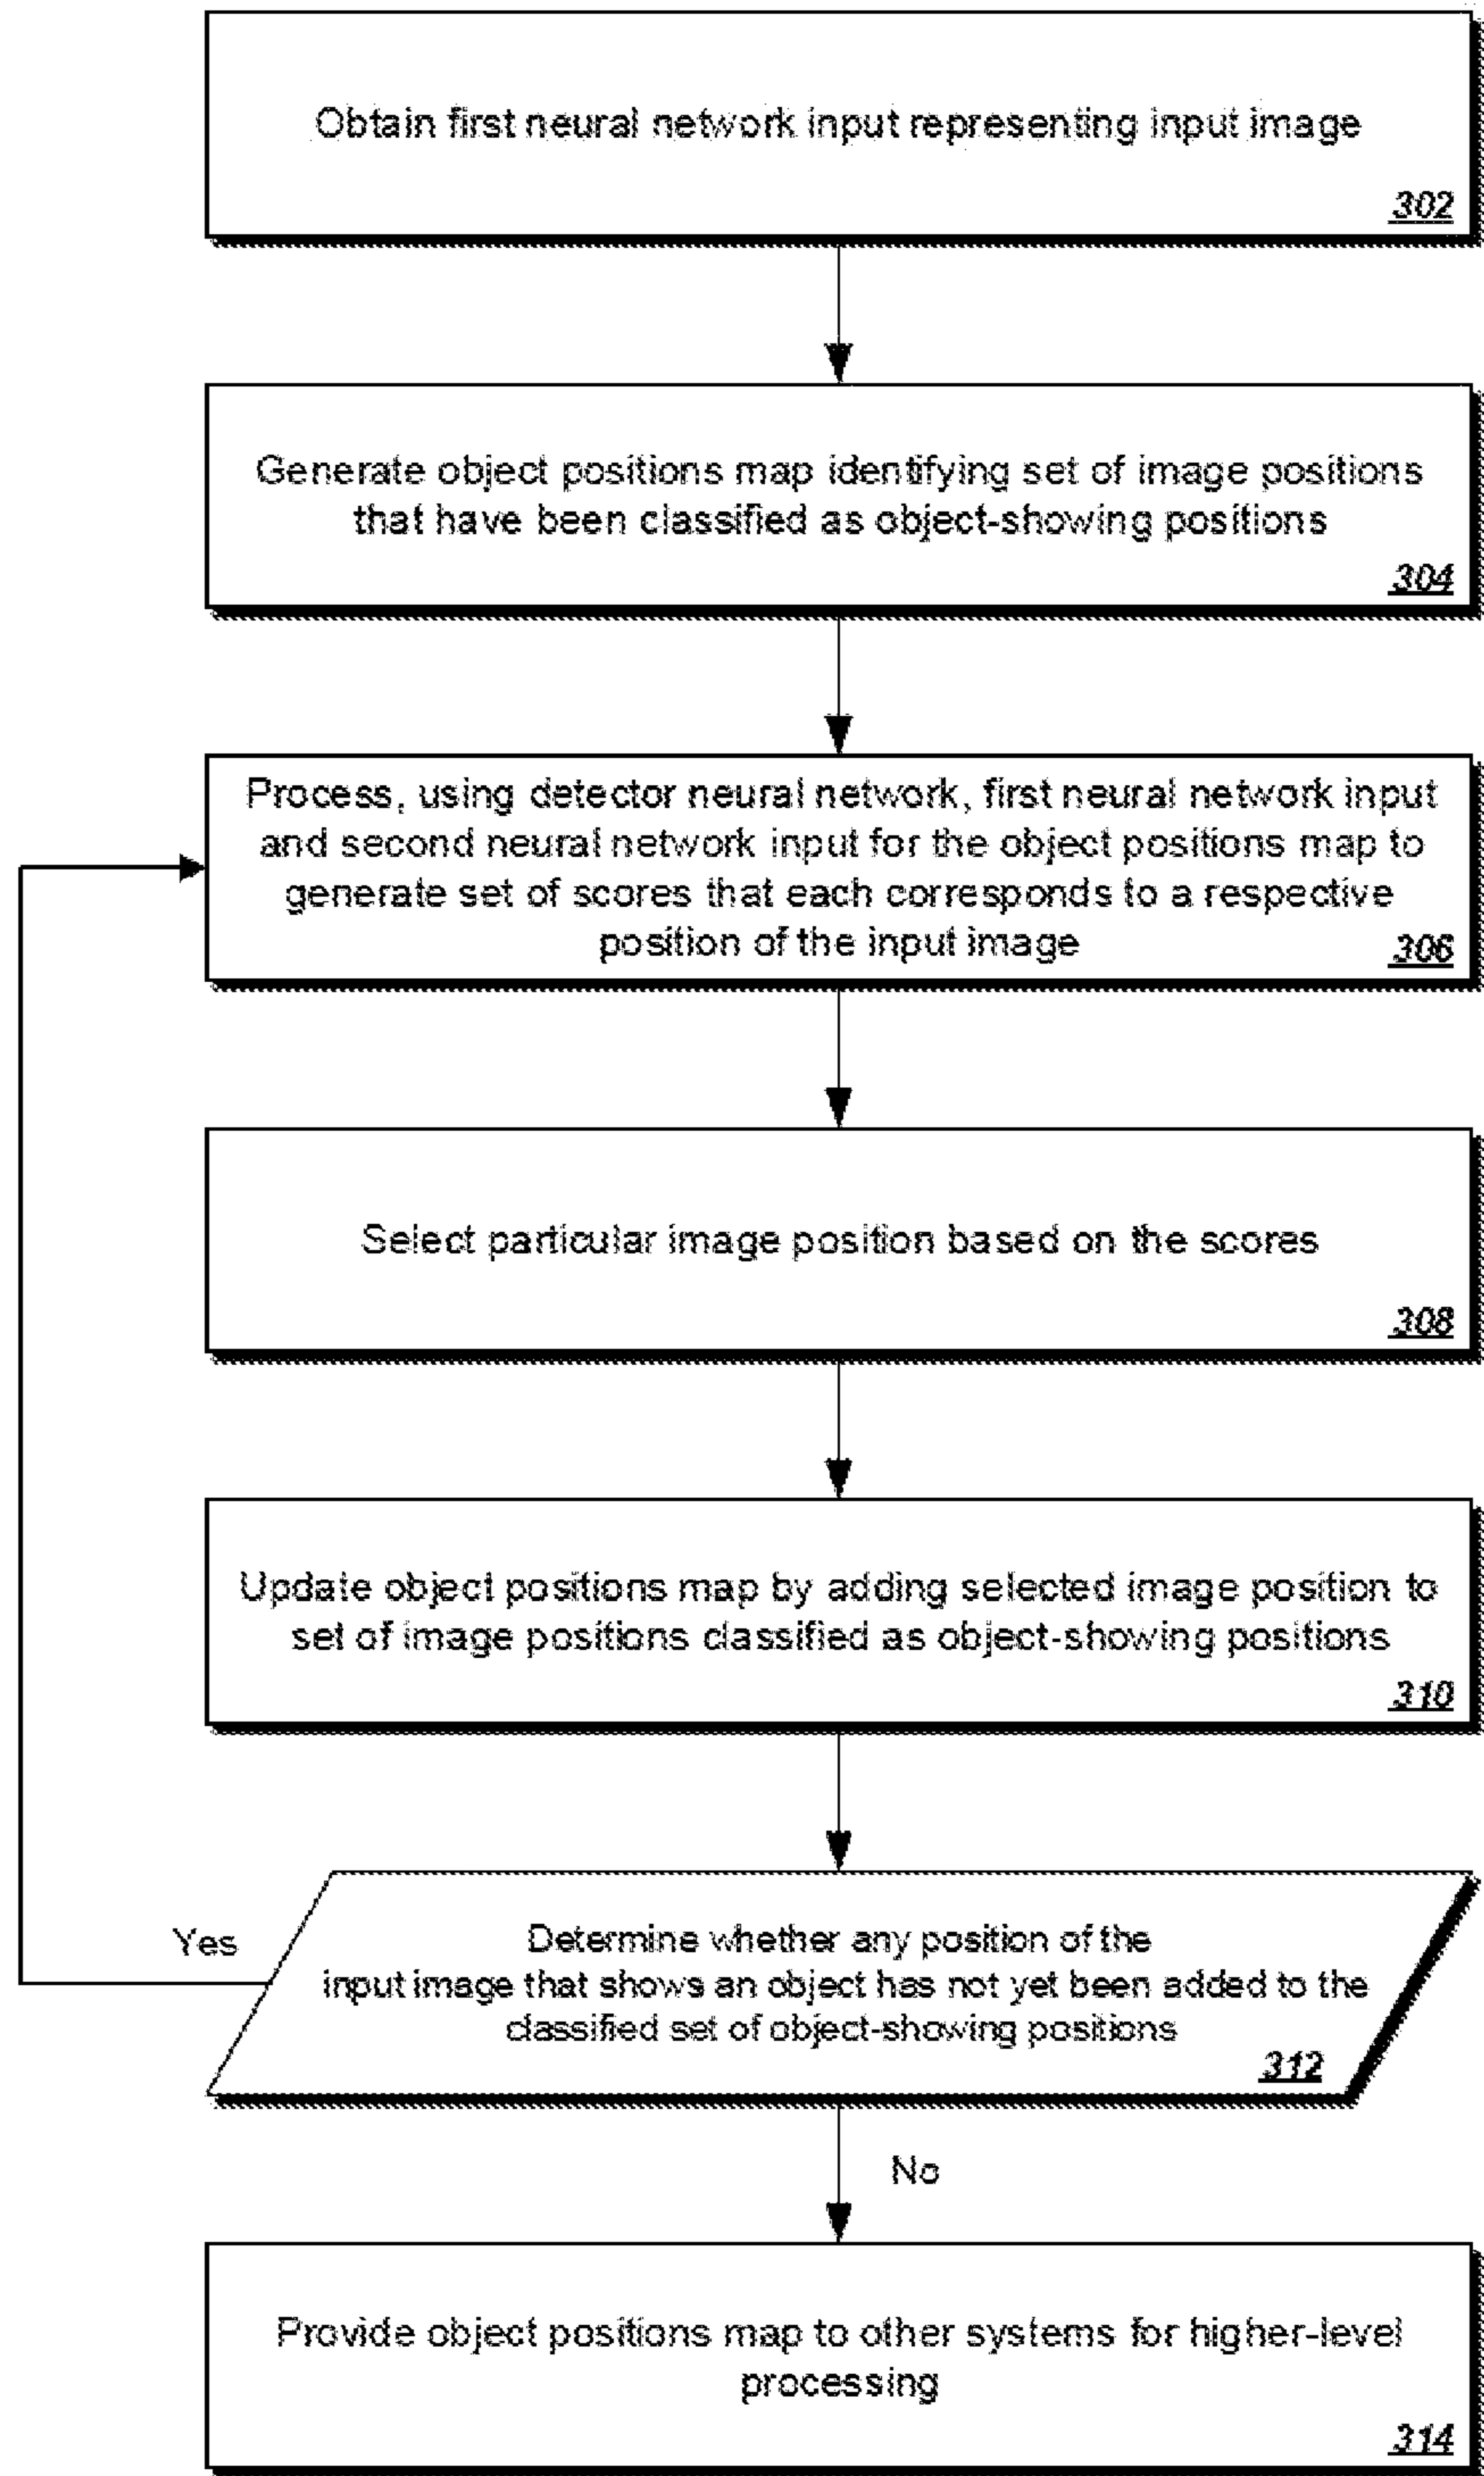 Obtain first neural network input representing input image
302
Generate object positions map identifying set of image positions
that have been classified as object-showing positions
304
Process, using detector neural network, first neural network input
and second neural network input for the object positions map to
generate set of scores that each corresponds to a respective
position of the input image
306
Select particular image position based on the scores
308
Update object positions map by adding selected image position to
set of image positions classified as object-showing positions
310
Yes
Determine whether any position of the
input image that shows an object has not yet been added to the
classified set of object-showing positions
312
No
Provide object positions map to other systems for higher-level
processing
314